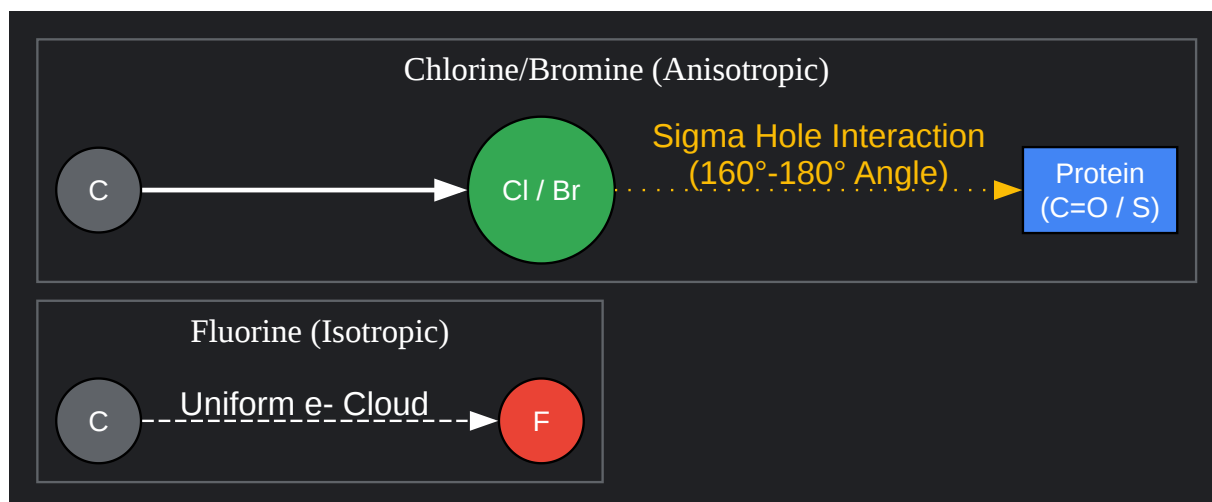 Chlorine/Bromine (Anisotropic)
C
Cl / Br
Sigma Hole Interaction
(160°-180° Angle)
Protein
(C=O / S)
Fluorine (Isotropic)
C
Uniform e- Cloud
F